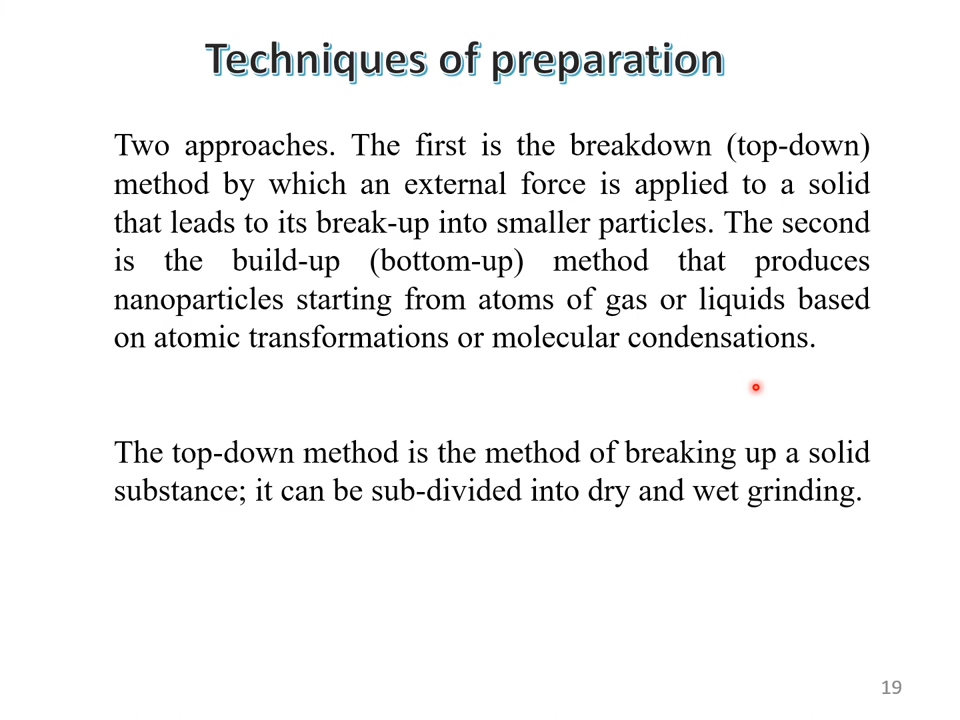 Techniques of preparation
Two approaches. The first is the breakdown (top-down)
method by which an external force is applied to a solid
that leads to its break-up into smaller particles. The second
is the build-up (bottom-up) method that produces
nanoparticles starting from atoms of gas or liquids based
on atomic transformations or molecular condensations.
The top-down method is the method of breaking up a solid
substance; it can be sub-divided into dry and wet grinding.
19